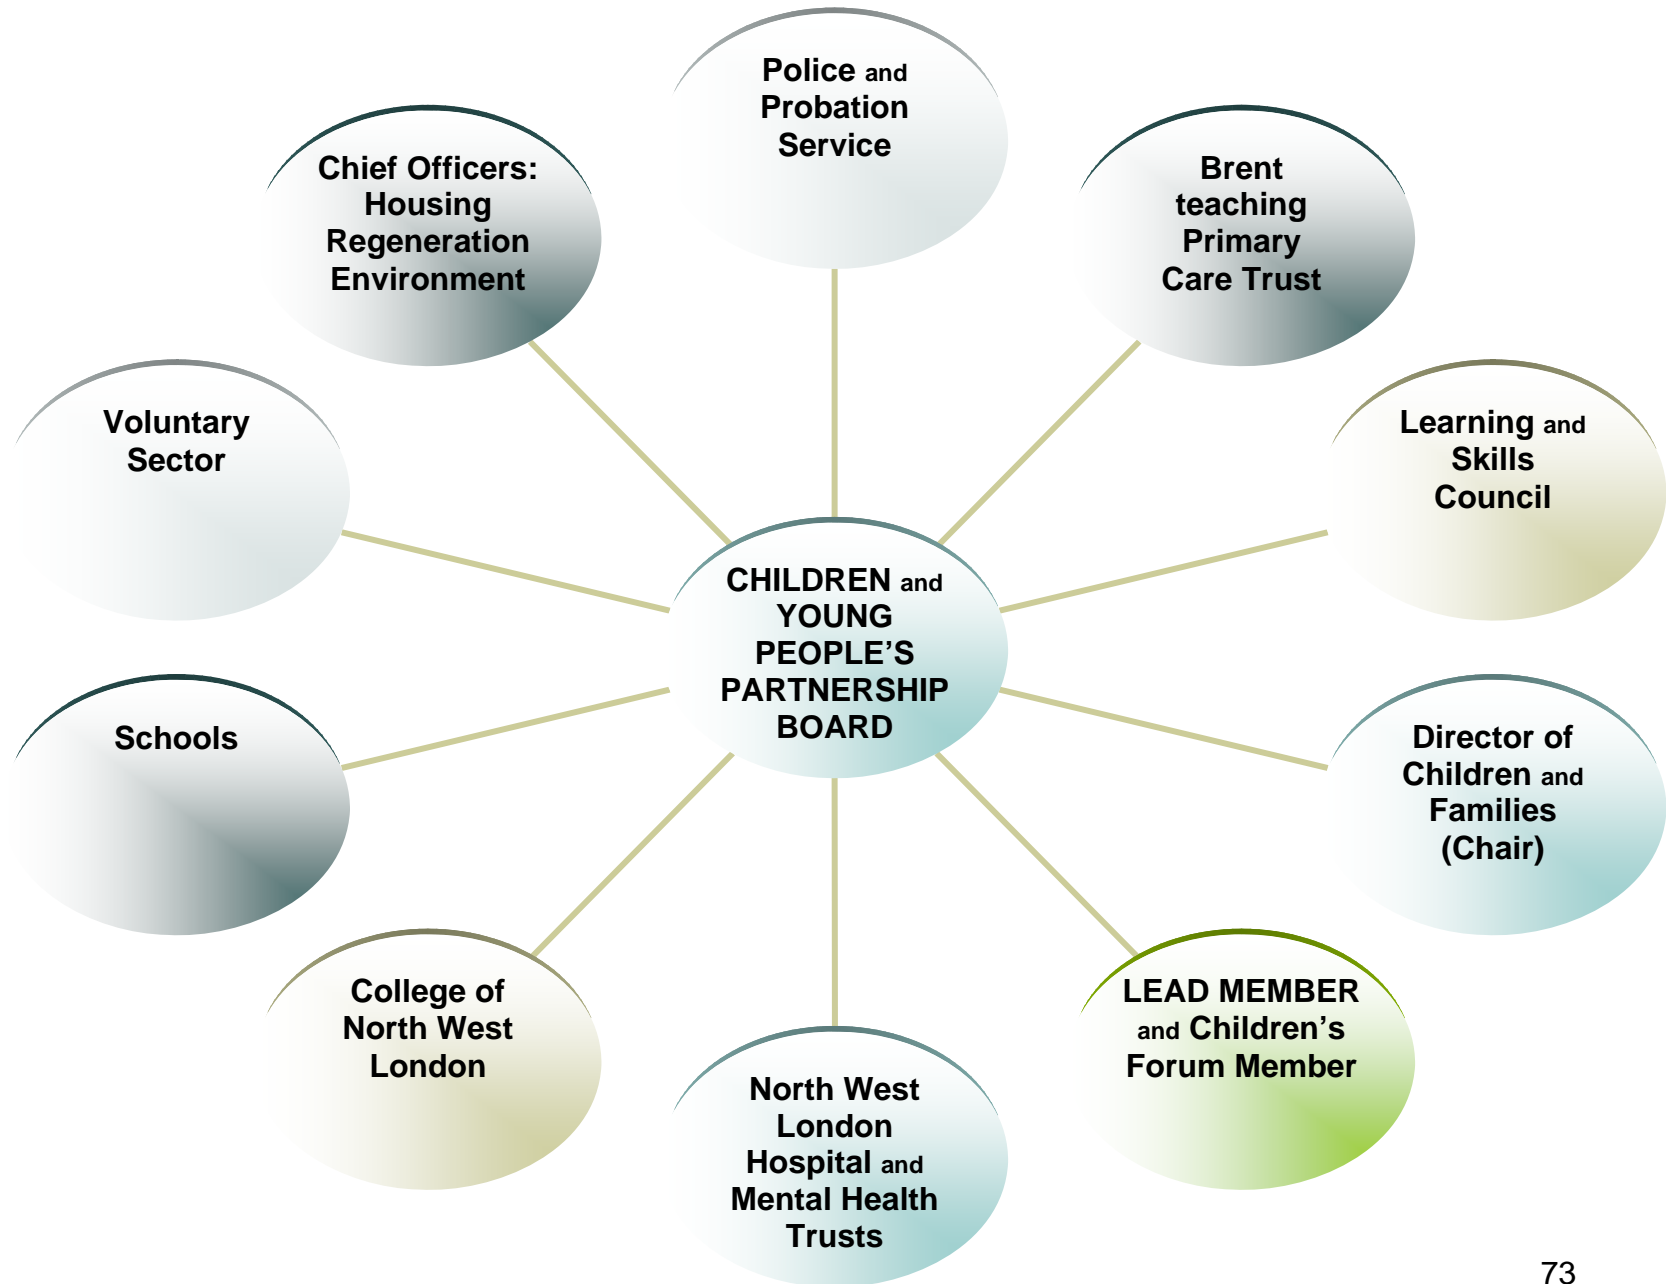 Police and
Probation
Service
Chief Officers:
Housing
Regeneration
Environment
Brent
teaching
Primary
Care Trust
Voluntary
Sector
Learning and
Skills
Council
CHILDREN and
YOUNG
PEOPLE’S
PARTNERSHIP
BOARD
Schools
Director of
Children and
Families
(Chair)
College of
North West
London
LEAD MEMBER
and Children’s
Forum Member
North West
London
Hospital and
Mental Health
Trusts
73